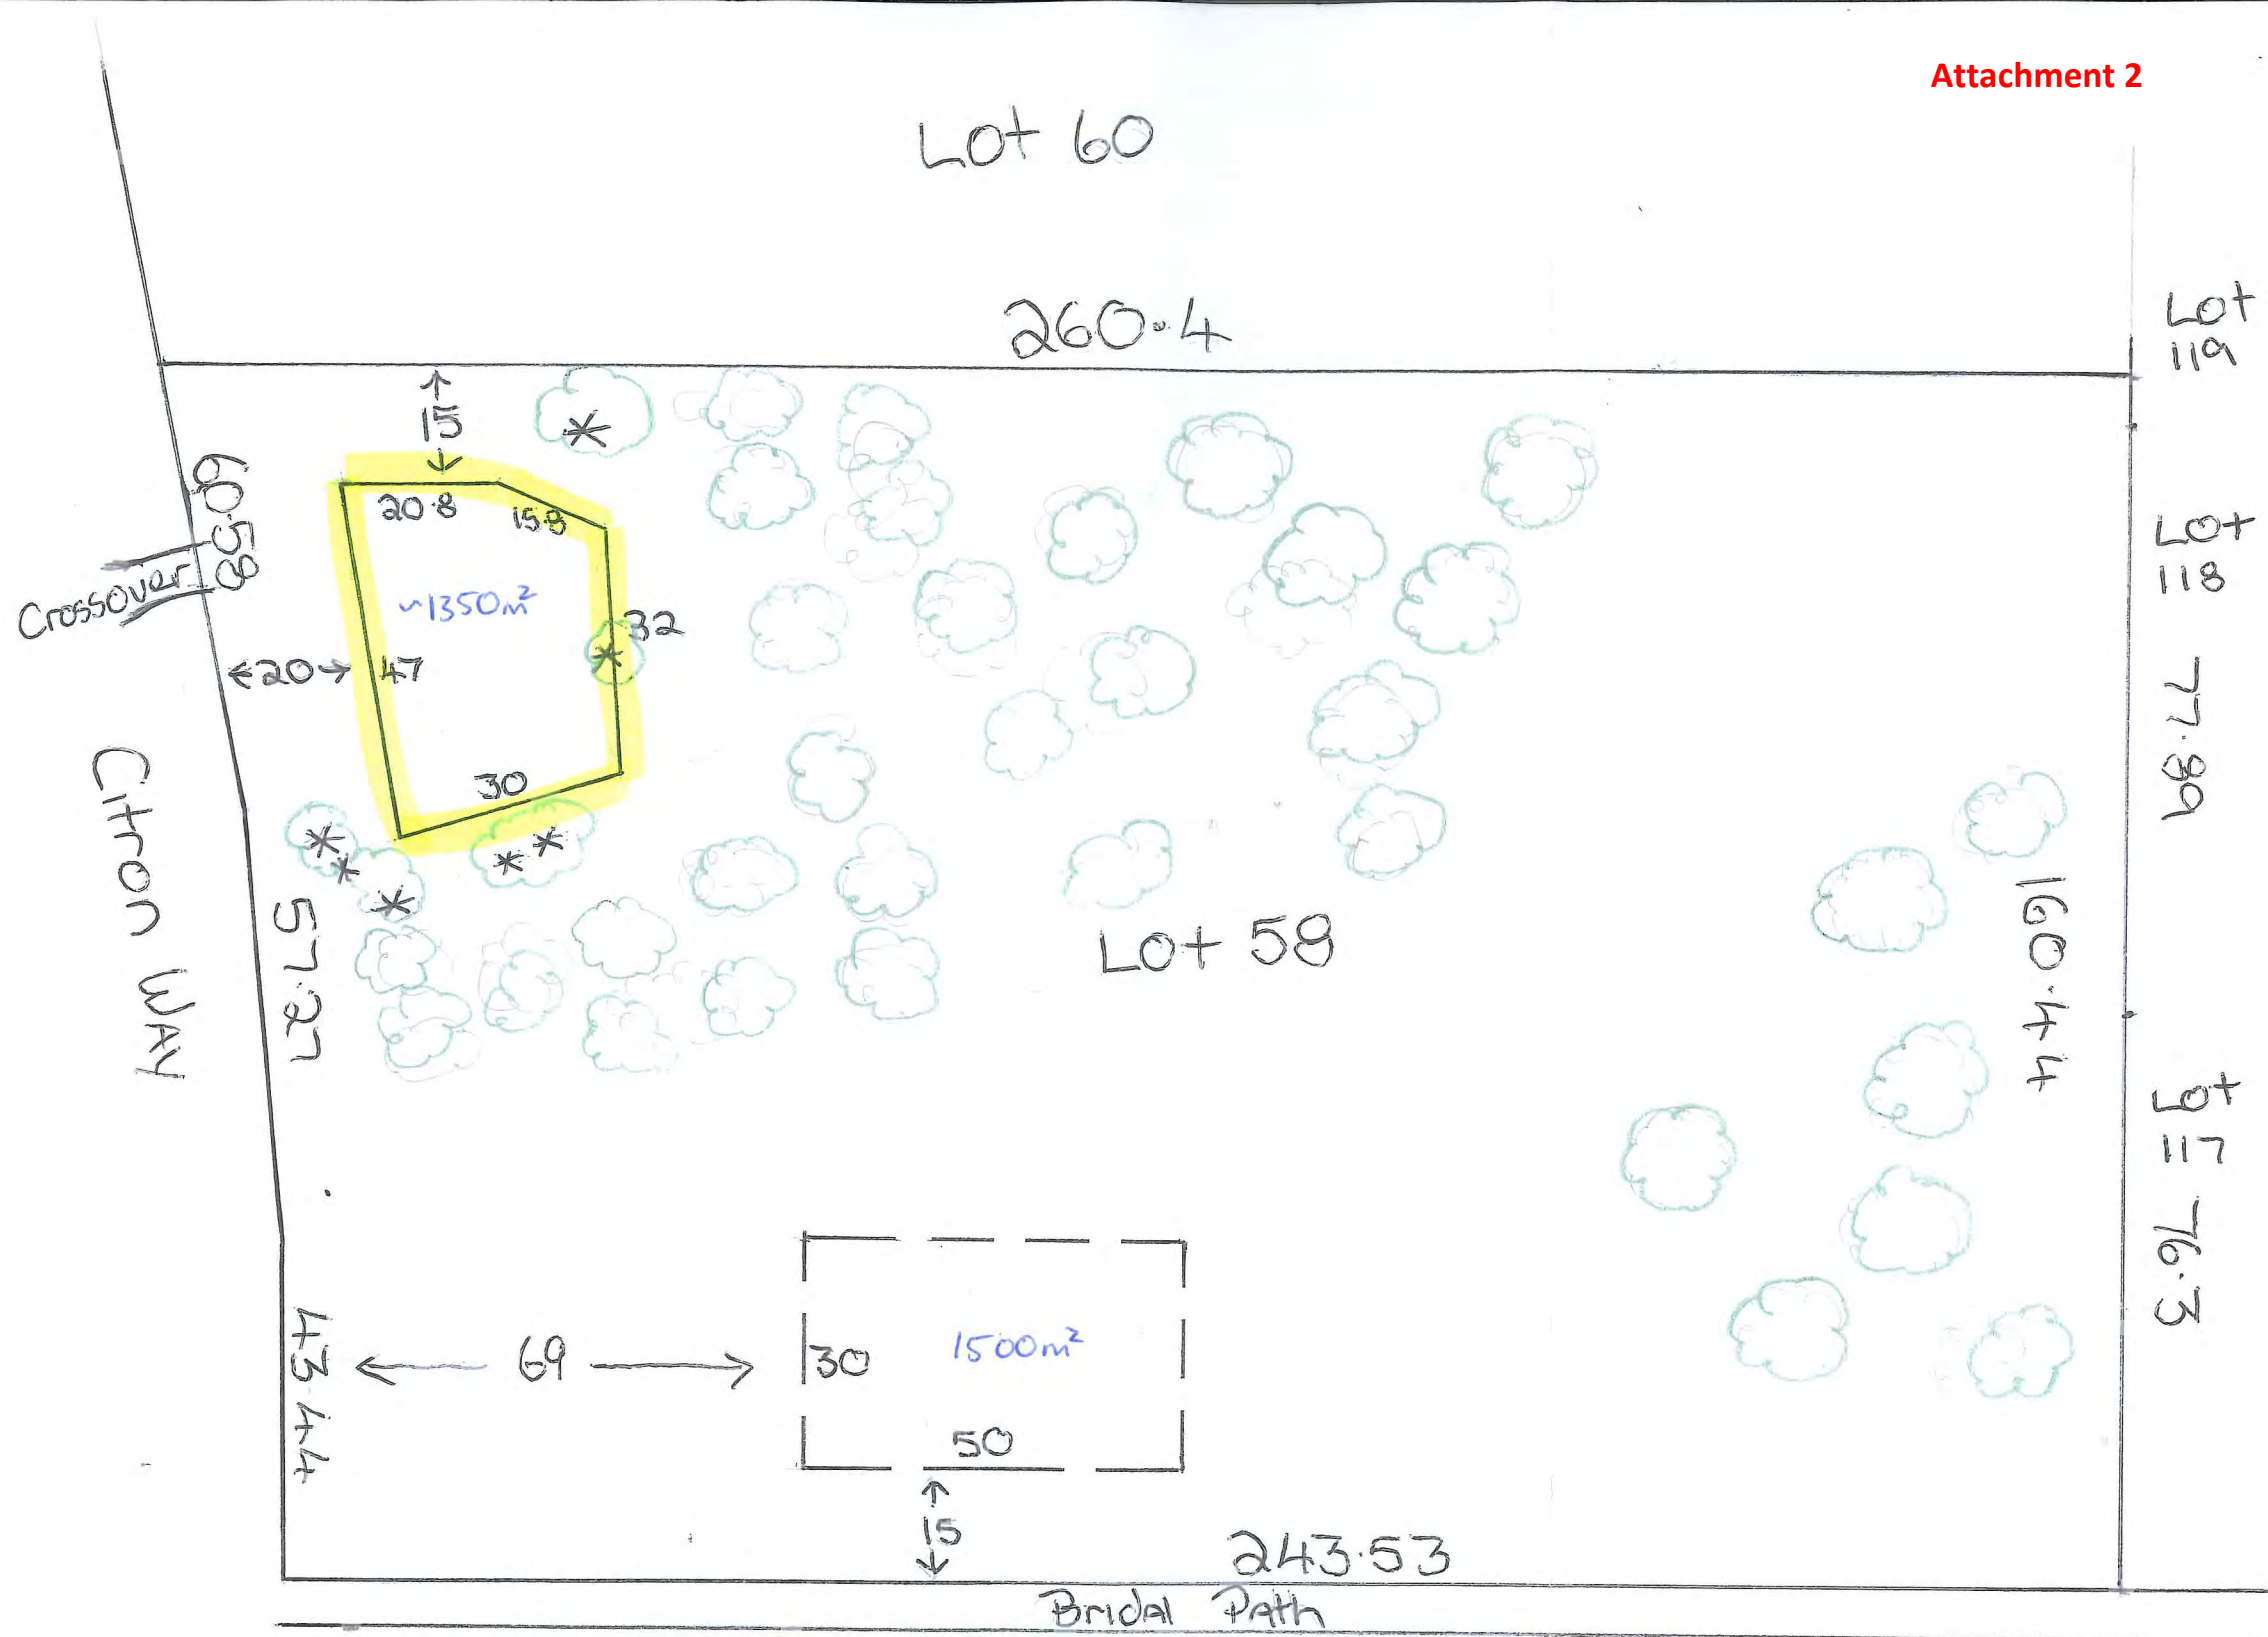 Attachment 2
Lot 60
260.4
Lot
119
15
20.8
15.8
60.58
Crossover
~1350m²
32
←20→
47
30
Lot
118
77.89
Citron Way
57.27
Lot 59
160.44
Lot
117
76.3
43.44
69
30
1500m²
50
15
243.53
Bridal Path